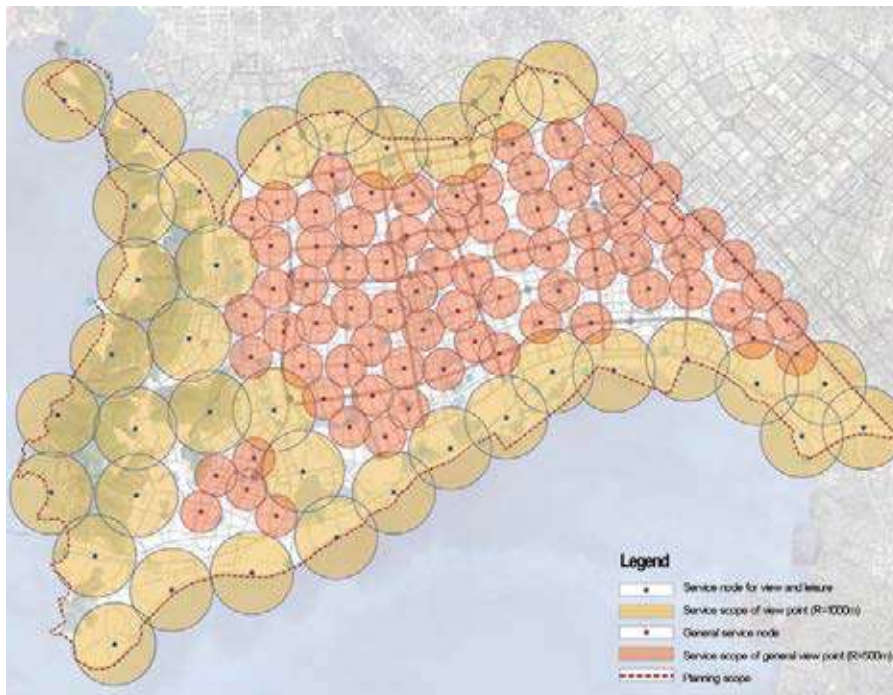 Legend
Service node for view and leisure
Service scope of view point (R=1000m)
General service node
Service scope of general view point (R=500m)
Planning scope